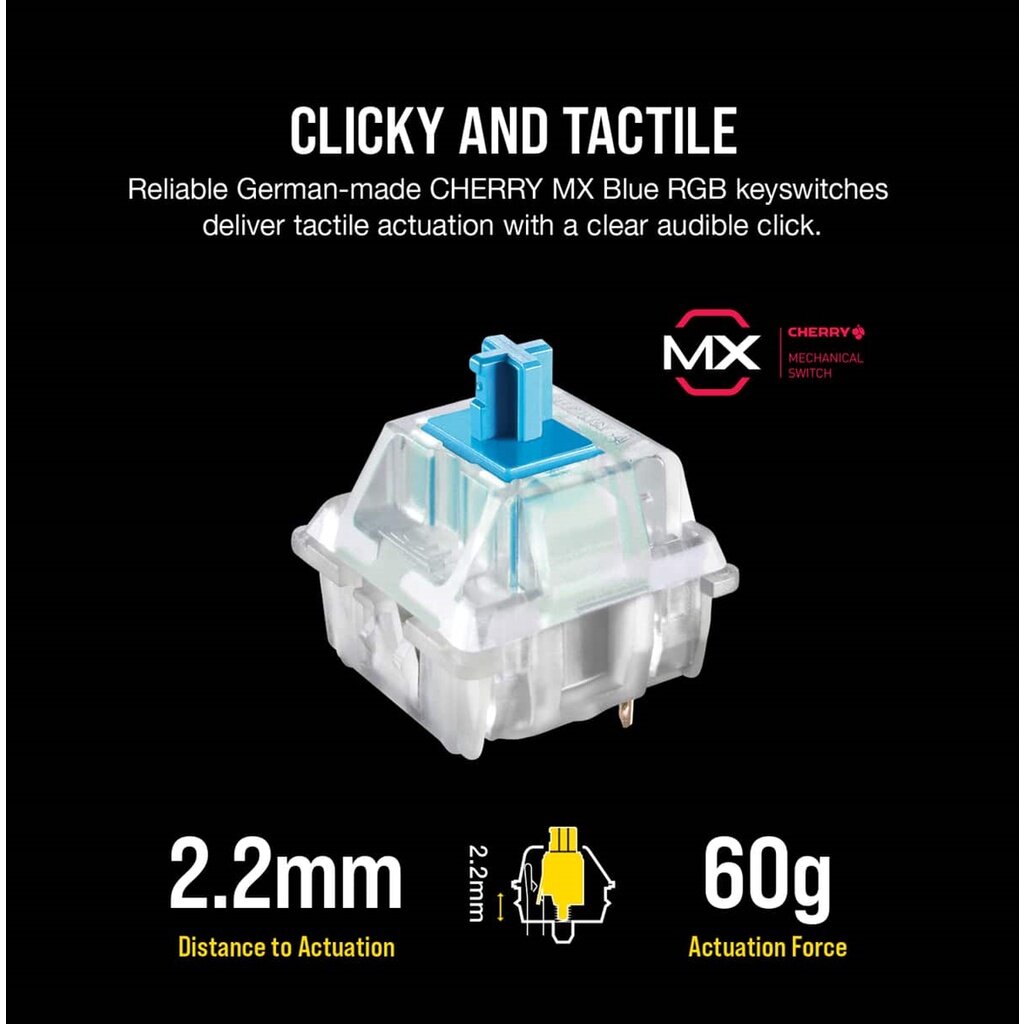 CLICKY AND TACTILE
Reliable German-made CHERRY MX Blue RGB keyswitches
deliver tactile actuation with a clear audible click.
MX
CHERRY
MECHANICAL
SWITCH
2.2mm
Distance to Actuation
2.2mm
60g
Actuation Force